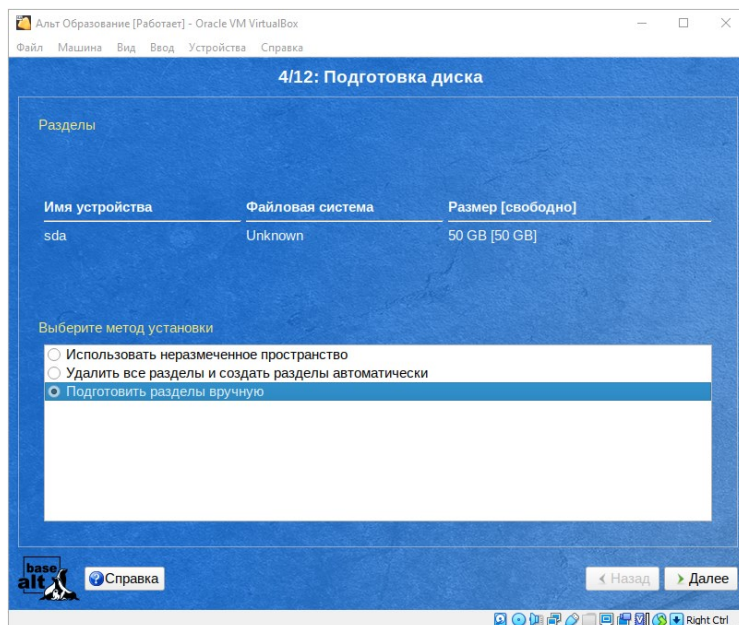 Альт Образование [Работает] - Oracle VM VirtualBox
Файл Машина Вид Ввод Устройства Справка
4/12: Подготовка диска
Разделы
Имя устройства Файловая система Размер [свободно]
sda Unknown 50 GB [50 GB]
Выберите метод установки
Использовать неразмеченное пространство
Удалить все разделы и создать разделы автоматически
Подготовить разделы вручную
base
alt
Справка Назад Далее
Right Ctrl